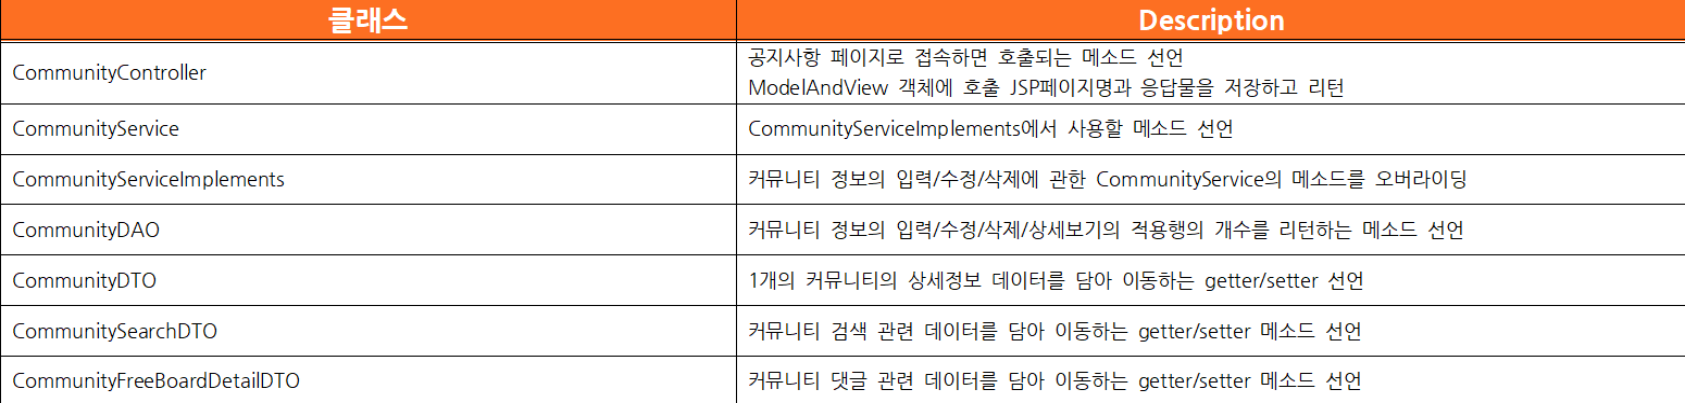 클래스 Description
CommunityController 공지사항 페이지로 접속하면 호출되는 메소드 선언
ModelAndView 객체에 호출 JSP페이지명과 응답물을 저장하고 리턴
CommunityService CommunityServiceImplements에서 사용할 메소드 선언
CommunityServiceImplements 커뮤니티 정보의 입력/수정/삭제에 관한 CommunityService의 메소드를 오버라이딩
CommunityDAO 커뮤니티 정보의 입력/수정/삭제/상세보기의 적용행의 개수를 리턴하는 메소드 선언
CommunityDTO 1개의 커뮤니티의 상세정보 데이터를 담아 이동하는 getter/setter 선언
CommunitySearchDTO 커뮤니티 검색 관련 데이터를 담아 이동하는 getter/setter 메소드 선언
CommunityFreeBoardDetailDTO 커뮤니티 댓글 관련 데이터를 담아 이동하는 getter/setter 메소드 선언